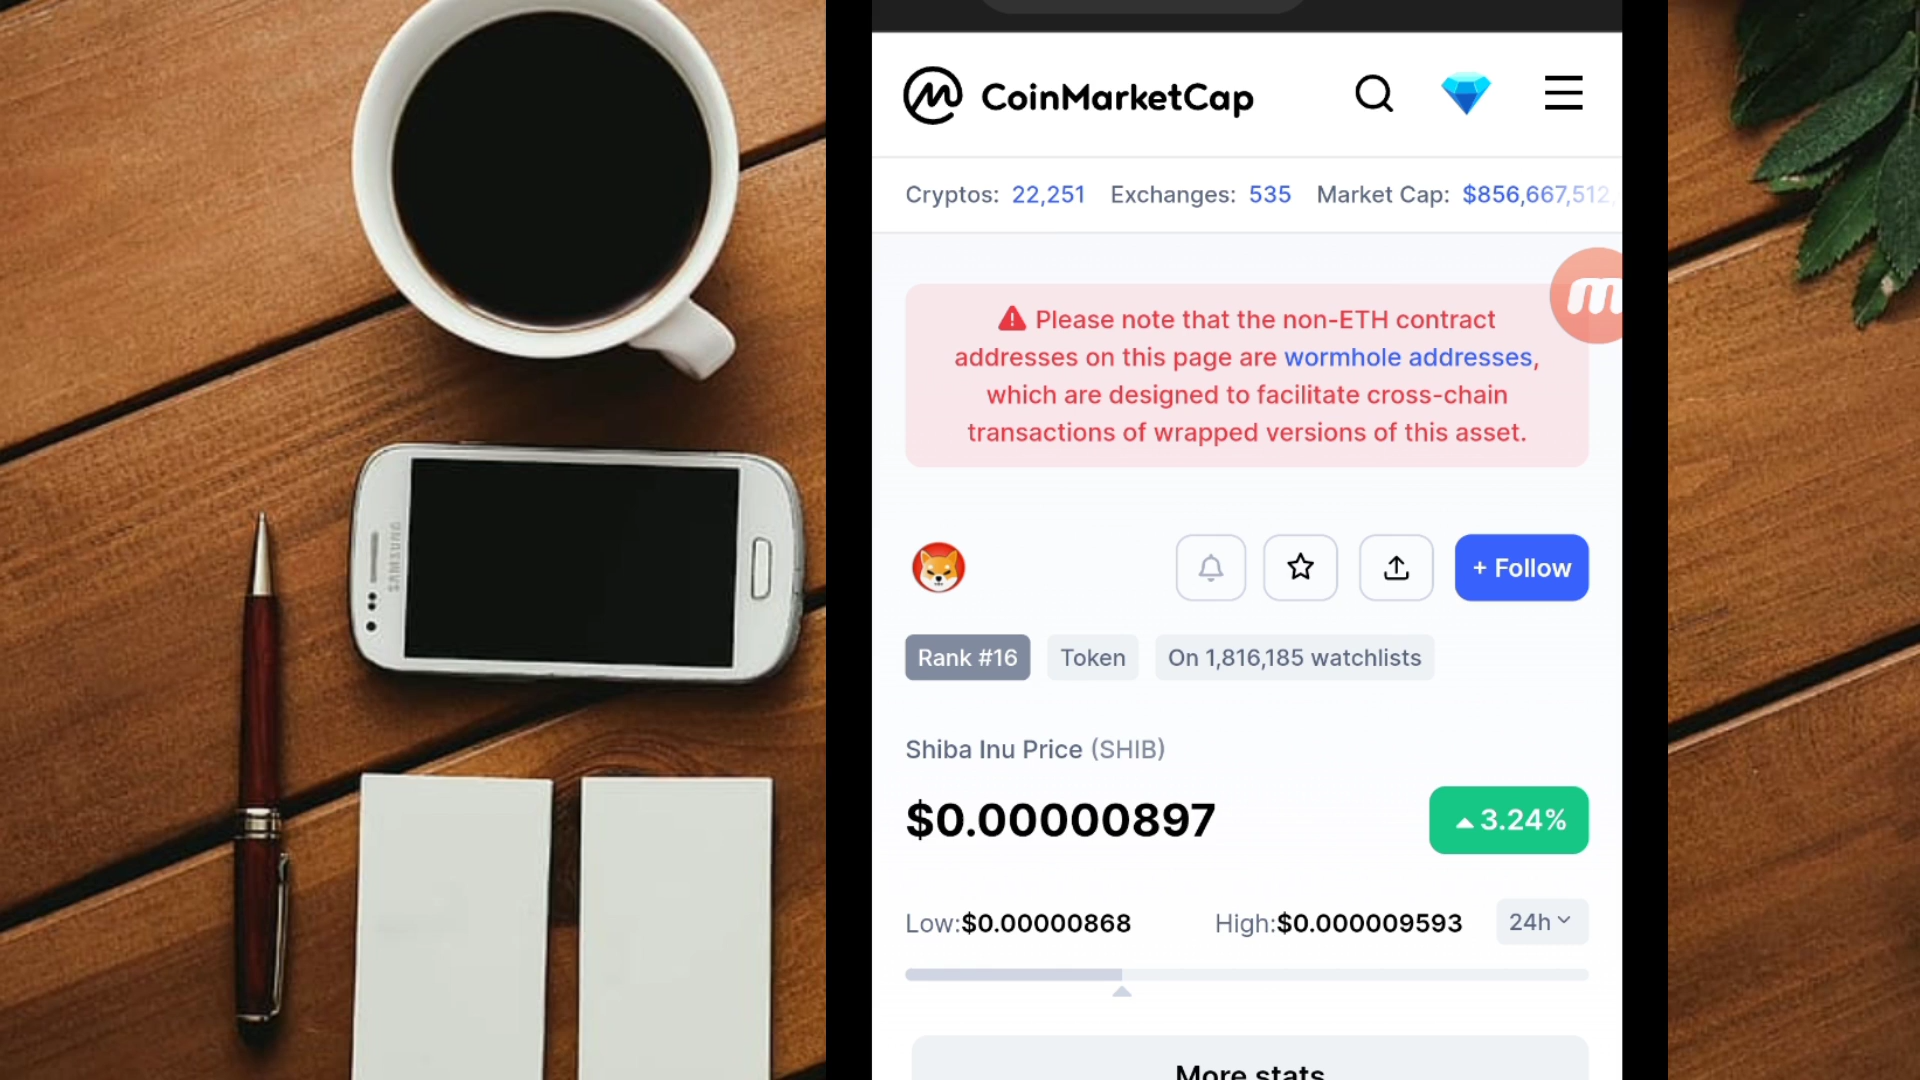 SAMSUNG
CoinMarketCap
Cryptos: 22,251 Exchanges: 535 Market Cap: $856,667,512,
Please note that the non-ETH contract
addresses on this page are wormhole addresses,
which are designed to facilitate cross-chain
transactions of wrapped versions of this asset.
+ Follow
Rank #16 Token On 1,816,185 watchlists
Shiba Inu Price (SHIB)
$0.00000897 3.24%
Low:$0.00000868 High:$0.000009593 24h
More stats